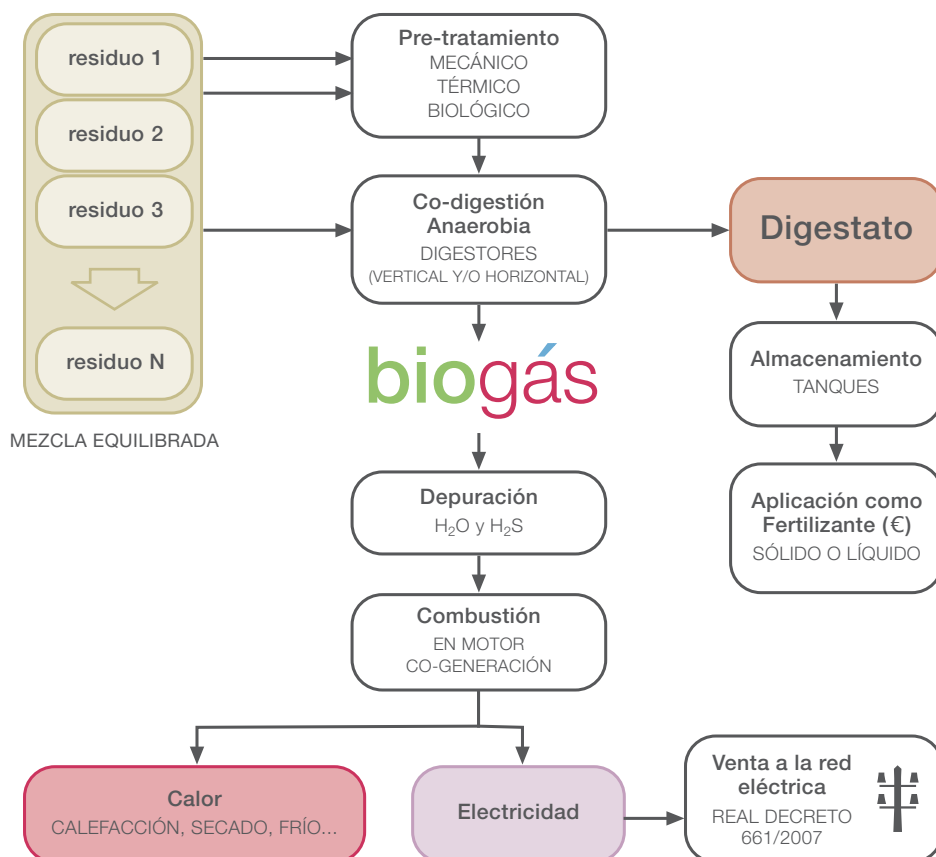 residuo 1
residuo 2
residuo 3
residuo N
MEZCLA EQUILIBRADA
Pre-tratamiento
MECÁNICO
TÉRMICO
BIOLÓGICO
Co-digestión
Anaerobia
DIGESTORES
(VERTICAL Y/O HORIZONTAL)
Digestato
Almacenamiento
TANQUES
Aplicación como
Fertilizante (€)
SÓLIDO O LÍQUIDO
biogás
Depuración
H₂O y H₂S
Combustión
EN MOTOR
CO-GENERACIÓN
Calor
CALEFACCIÓN, SECADO, FRÍO...
Electricidad
Venta a la red
eléctrica
REAL DECRETO
661/2007